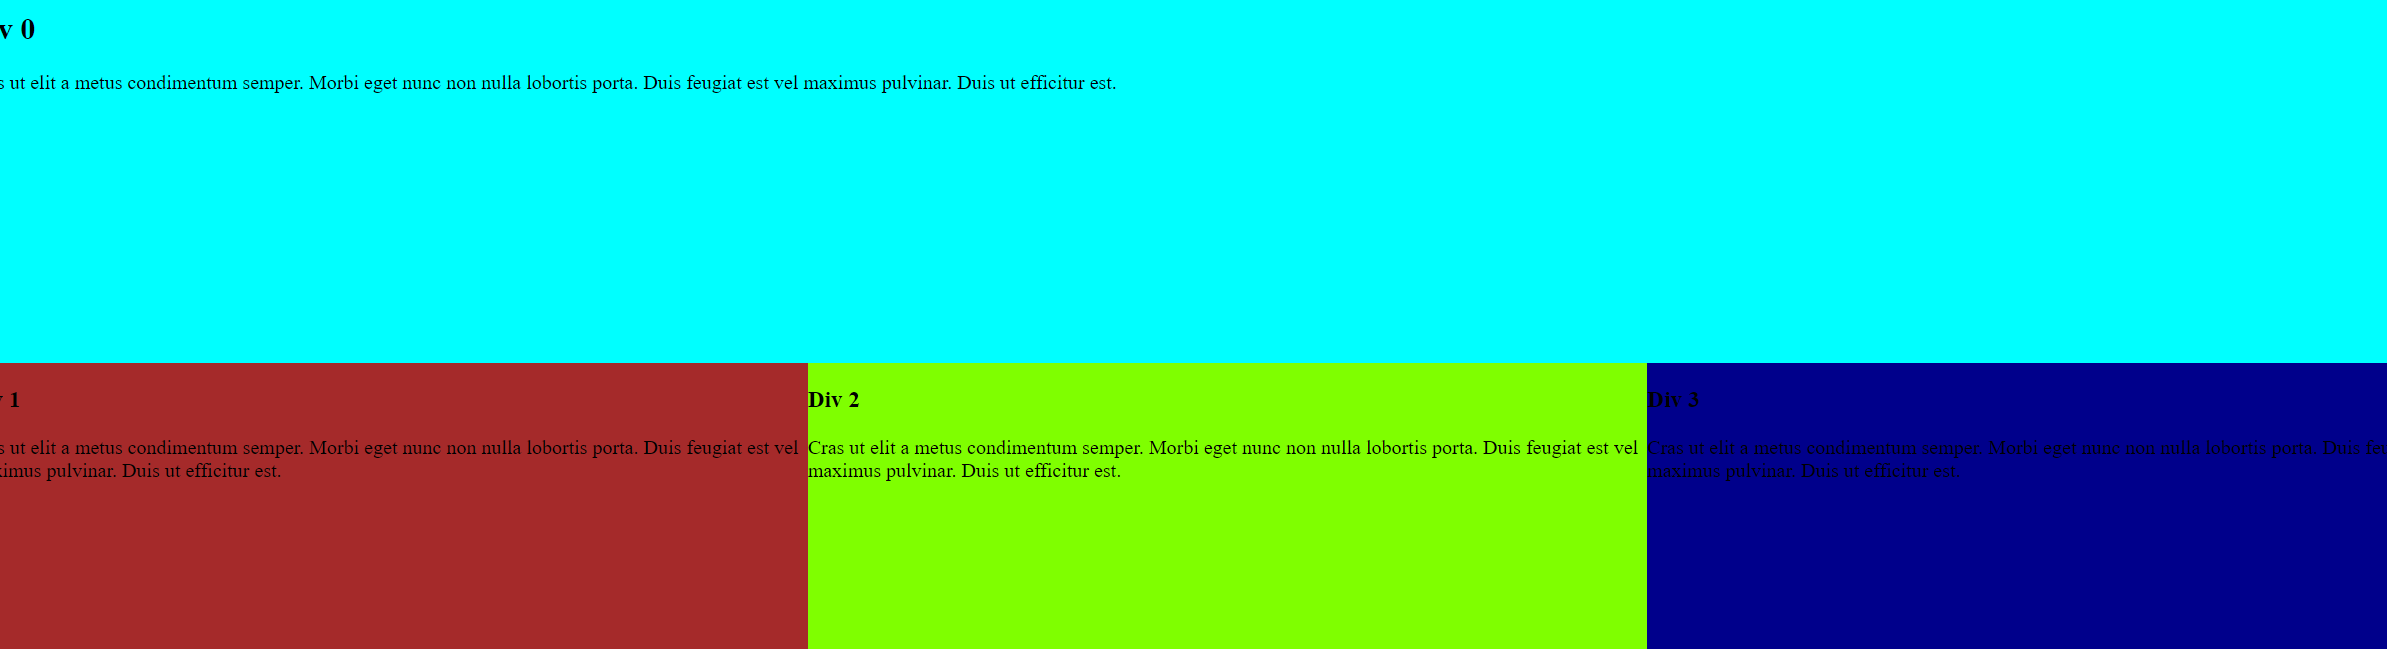 v 0
s ut elit a metus condimentum semper. Morbi eget nunc non nulla lobortis porta. Duis feugiat est vel maximus pulvinar. Duis ut efficitur est.
1
s ut elit a metus condimentum semper. Morbi eget nunc non nulla lobortis porta. Duis feugiat est vel
imus pulvinar. Duis ut efficitur est.
Div 2
Cras ut elit a metus condimentum semper. Morbi eget nunc non nulla lobortis porta. Duis feugiat est vel
maximus pulvinar. Duis ut efficitur est.
Div 3
Cras ut elit a metus condimentum semper. Morbi eget nunc non nulla lobortis porta. Duis feu
maximus pulvinar. Duis ut efficitur est.